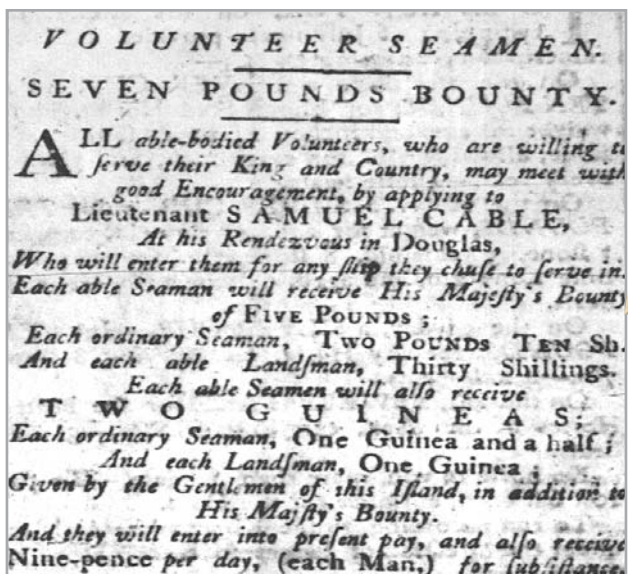 VOLUNTEER SEAMEN.
SEVEN POUNDS BOUNTY.
ALL able-bodied Volunteers, who are willing to
ſerve their King and Country, may meet with
good Encouragement, by applying to
Lieutenant SAMUEL CABLE,
At his Rendezvous in Douglas,
Who will enter them for any ſhip they chuſe to ſerve in.
Each able Seaman will receive His Majeſty's Bounty
of FIVE POUNDS;
Each ordinary Seaman, TWO POUNDS TEN Sh.
And each able Landſman, Thirty Shillings.
Each able Seamen will alſo receive
TWO GUINEAS;
Each ordinary Seaman, One Guinea and a half;
And each Landſman, One Guinea;
Given by the Gentlemen of this Iſland, in addition to
His Majſty's Bounty.
And they will enter into preſent pay, and alſo receive
Nine-pence per day, (each Man,) for ſubſiſtance,